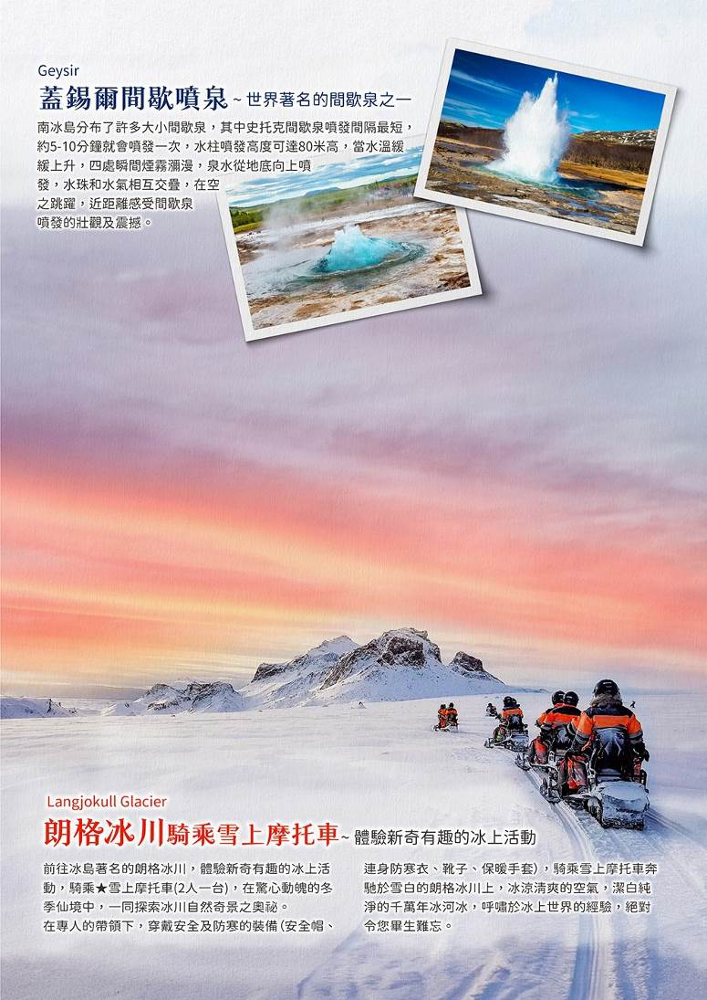 Geysir
蓋錫爾間歇噴泉 ~ 世界著名的間歇泉之一
南冰島分布了許多大小間歇泉，其中史托克間歇泉噴發間隔最短，
約5-10分鐘就會噴發一次，水柱噴發高度可達80米高，當水溫緩
緩上升，四處瞬間煙霧瀰漫，泉水從地底向上噴
發，水珠和水氣相互交疊，在空
之跳躍，近距離感受間歇泉
噴發的壯觀及震撼。
Langjokull Glacier
朗格冰川騎乘雪上摩托車~ 體驗新奇有趣的冰上活動
前往冰島著名的朗格冰川，體驗新奇有趣的冰上活
動，騎乘★雪上摩托車(2人一台)，在驚心動魄的冬
季仙境中，一同探索冰川自然奇景之奧祕。
在專人的帶領下，穿戴安全及防寒的裝備(安全帽、
連身防寒衣、靴子、保暖手套)，騎乘雪上摩托車奔
馳於雪白的朗格冰川上，冰涼清爽的空氣，潔白純
淨的千萬年冰河冰，呼嘯於冰上世界的經驗，絕對
令您畢生難忘。